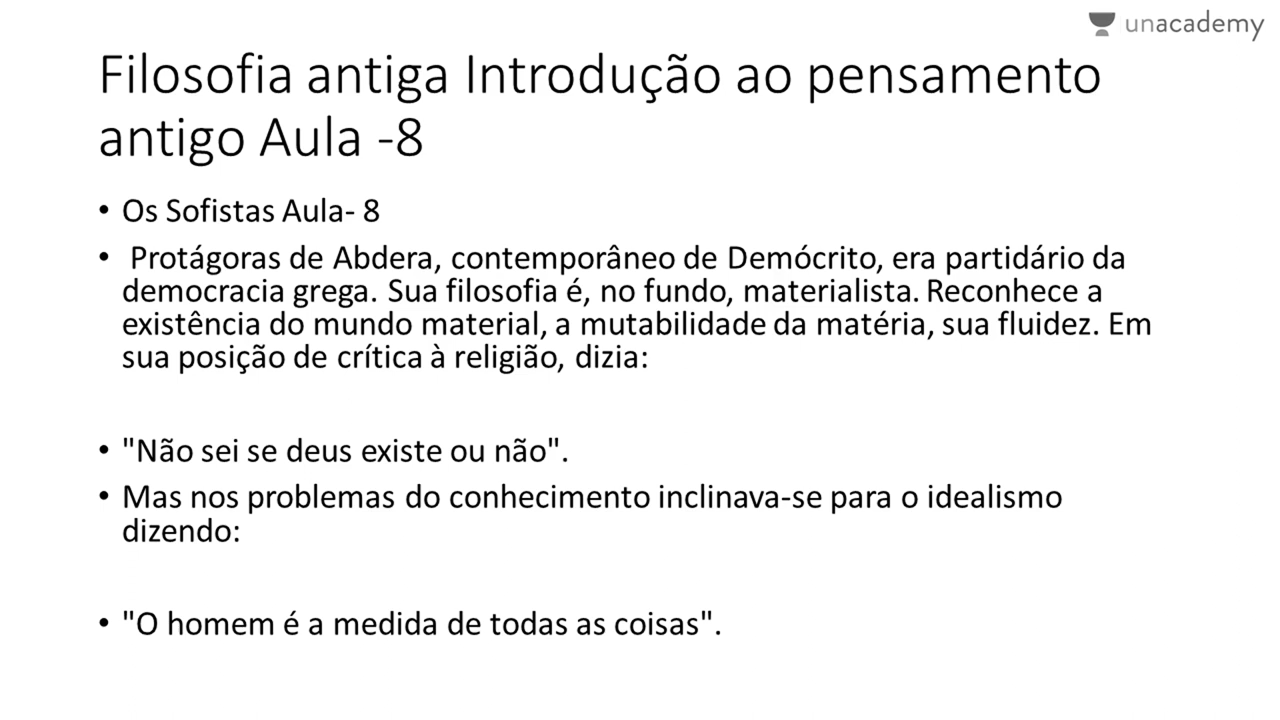 unacademy
Filosofia antiga Introdução ao pensamento
antigo Aula -8
• Os Sofistas Aula- 8
• Protágoras de Abdera, contemporâneo de Demócrito, era partidário da
democracia grega. Sua filosofia é, no fundo, materialista. Reconhece a
existência do mundo material, a mutabilidade da matéria, sua fluidez. Em
sua posição de crítica à religião, dizia:
• "Não sei se deus existe ou não".
• Mas nos problemas do conhecimento inclinava-se para o idealismo
dizendo:
• "O homem é a medida de todas as coisas".